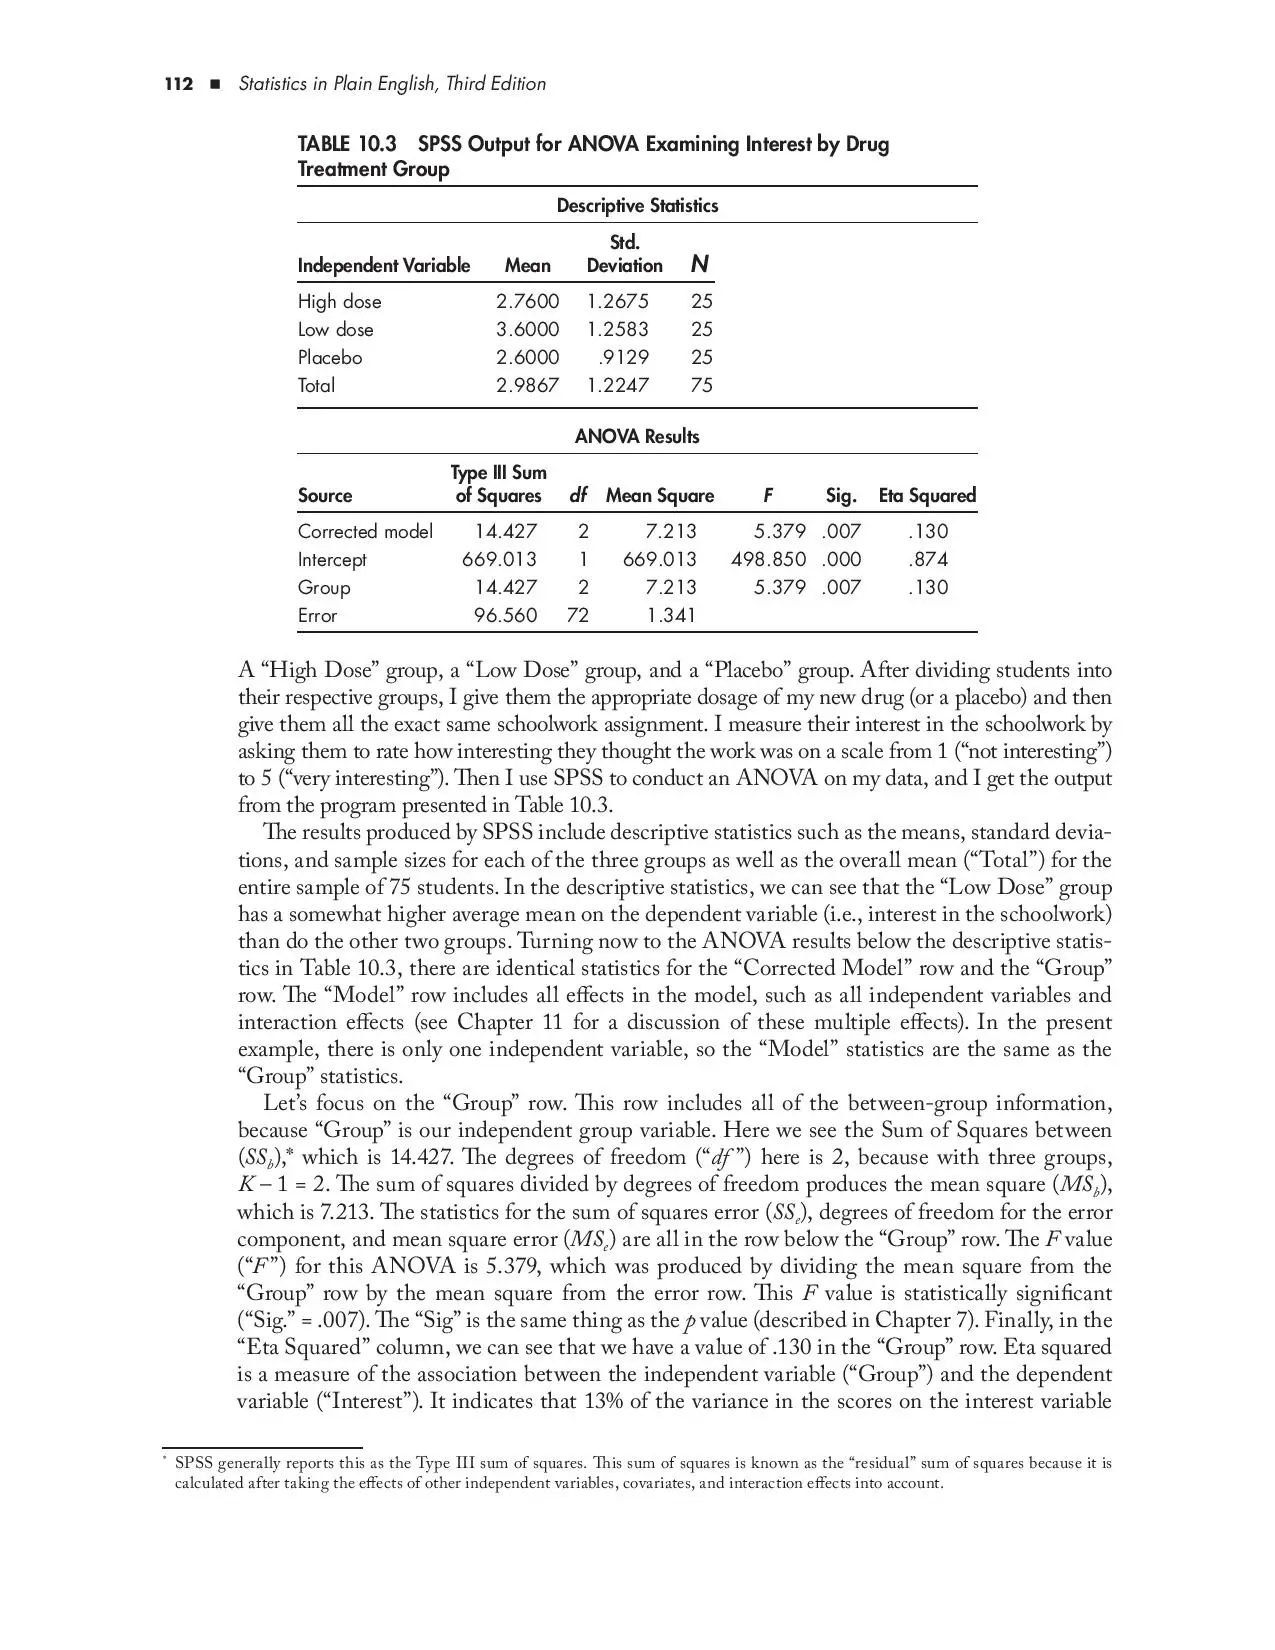 112 ■ Statistics in Plain English, Third Edition
TABLE 10.3 SPSS Output for ANOVA Examining Interest by Drug
Treatment Group
Descriptive Statistics
Std.
Independent Variable Mean Deviation N
High dose 2.7600 1.2675 25
Low dose 3.6000 1.2583 25
Placebo 2.6000 .9129 25
Total 2.9867 1.2247 75
ANOVA Results
Type III Sum
Source of Squares df Mean Square F Sig. Eta Squared
Corrected model 14.427 2 7.213 5.379 .007 .130
Intercept 669.013 1 669.013 498.850 .000 .874
Group 14.427 2 7.213 5.379 .007 .130
Error 96.560 72 1.341
A “High Dose” group, a “Low Dose” group, and a “Placebo” group. After dividing students into
their respective groups, I give them the appropriate dosage of my new drug (or a placebo) and then
give them all the exact same schoolwork assignment. I measure their interest in the schoolwork by
asking them to rate how interesting they thought the work was on a scale from 1 (“not interesting”)
to 5 (“very interesting”). Then I use SPSS to conduct an ANOVA on my data, and I get the output
from the program presented in Table 10.3.
The results produced by SPSS include descriptive statistics such as the means, standard devia-
tions, and sample sizes for each of the three groups as well as the overall mean (“Total”) for the
entire sample of 75 students. In the descriptive statistics, we can see that the “Low Dose” group
has a somewhat higher average mean on the dependent variable (i.e., interest in the schoolwork)
than do the other two groups. Turning now to the ANOVA results below the descriptive statis-
tics in Table 10.3, there are identical statistics for the “Corrected Model” row and the “Group”
row. The “Model” row includes all effects in the model, such as all independent variables and
interaction effects (see Chapter 11 for a discussion of these multiple effects). In the present
example, there is only one independent variable, so the “Model” statistics are the same as the
“Group” statistics.
Let’s focus on the “Group” row. This row includes all of the between-group information,
because “Group” is our independent group variable. Here we see the Sum of Squares between
(SSb),* which is 14.427. The degrees of freedom (“df”) here is 2, because with three groups,
K – 1 = 2. The sum of squares divided by degrees of freedom produces the mean square (MSb),
which is 7.213. The statistics for the sum of squares error (SSe), degrees of freedom for the error
component, and mean square error (MSe) are all in the row below the “Group” row. The F value
(“F”) for this ANOVA is 5.379, which was produced by dividing the mean square from the
“Group” row by the mean square from the error row. This F value is statistically significant
(“Sig.” = .007). The “Sig” is the same thing as the p value (described in Chapter 7). Finally, in the
“Eta Squared” column, we can see that we have a value of .130 in the “Group” row. Eta squared
is a measure of the association between the independent variable (“Group”) and the dependent
variable (“Interest”). It indicates that 13% of the variance in the scores on the interest variable
* SPSS generally reports this as the Type III sum of squares. This sum of squares is known as the “residual” sum of squares because it is
calculated after taking the effects of other independent variables, covariates, and interaction effects into account.